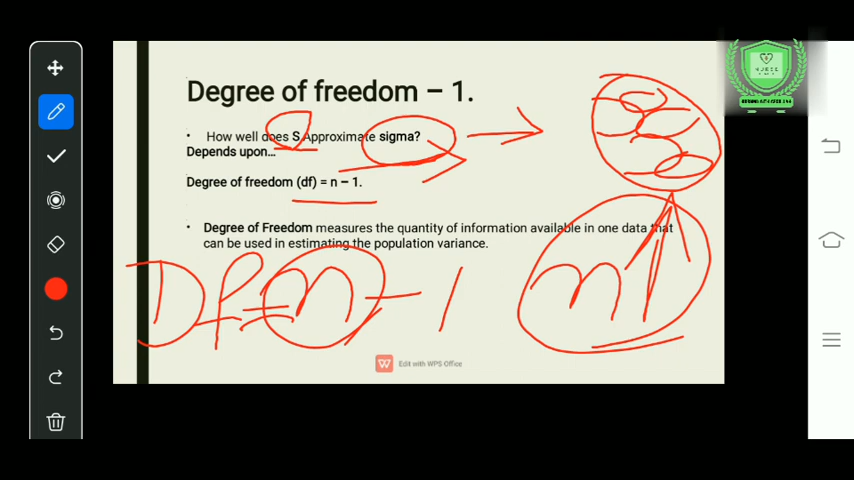 Degree of freedom – 1.
• How well does S Approximate sigma?
Depends upon...
Degree of freedom (df) = n – 1.
• Degree of Freedom measures the quantity of information available in one data that
can be used in estimating the population variance.
Df = n - 1
n
Edit with WPS Office